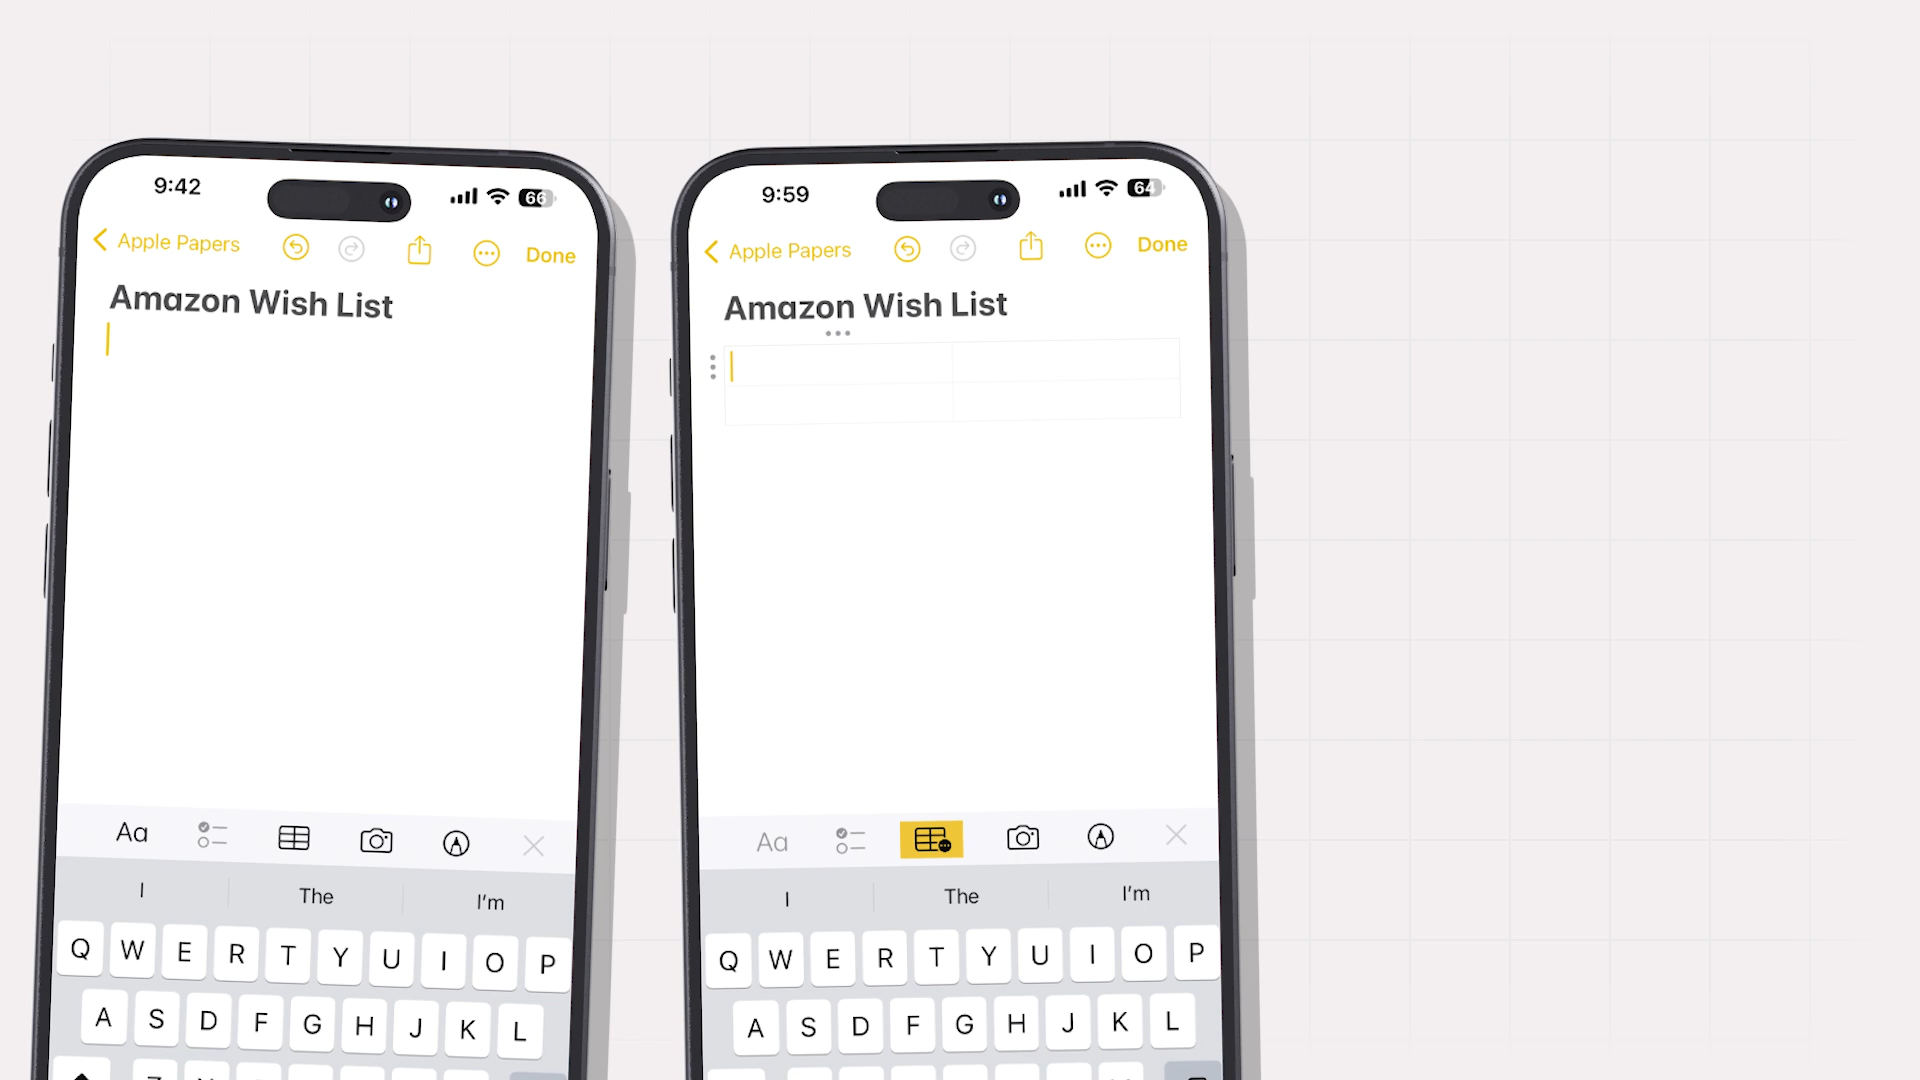 9:42
66
Apple Papers
Done
Amazon Wish List
Aa
I
The
I'm
Q W E R T Y U I O P
A S D F G H J K L
9:59
64
Apple Papers
Done
Amazon Wish List
Aa
I
The
I'm
Q W E R T Y U I O P
A S D F G H J K L